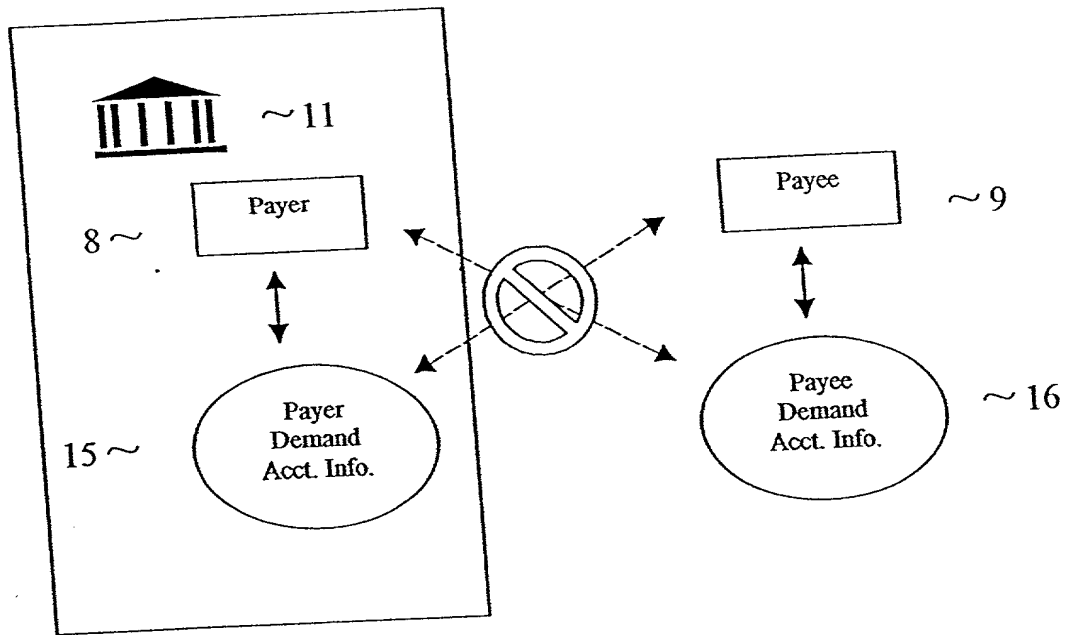 ~ 11
Payer
8 ~
Payee
~ 9
Payer
Demand
Acct. Info.
15 ~
Payee
Demand
Acct. Info.
~ 16